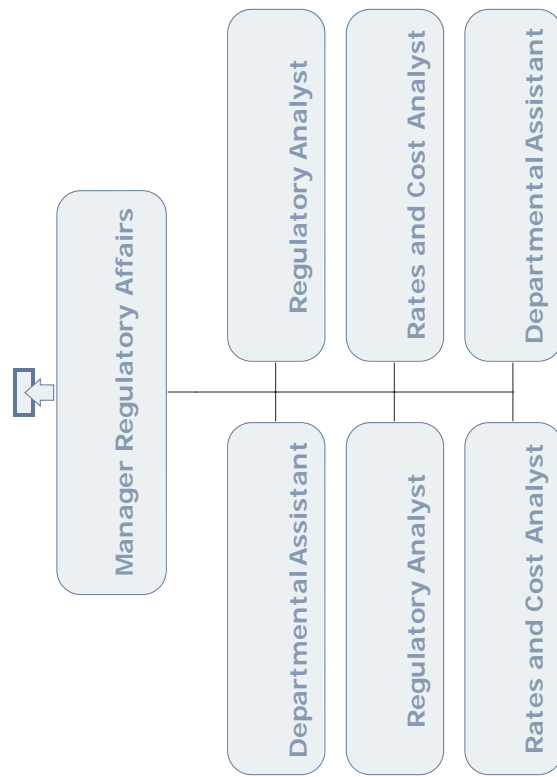 Manager Regulatory Affairs
Departmental Assistant
Regulatory Analyst
Regulatory Analyst
Rates and Cost Analyst
Rates and Cost Analyst
Departmental Assistant